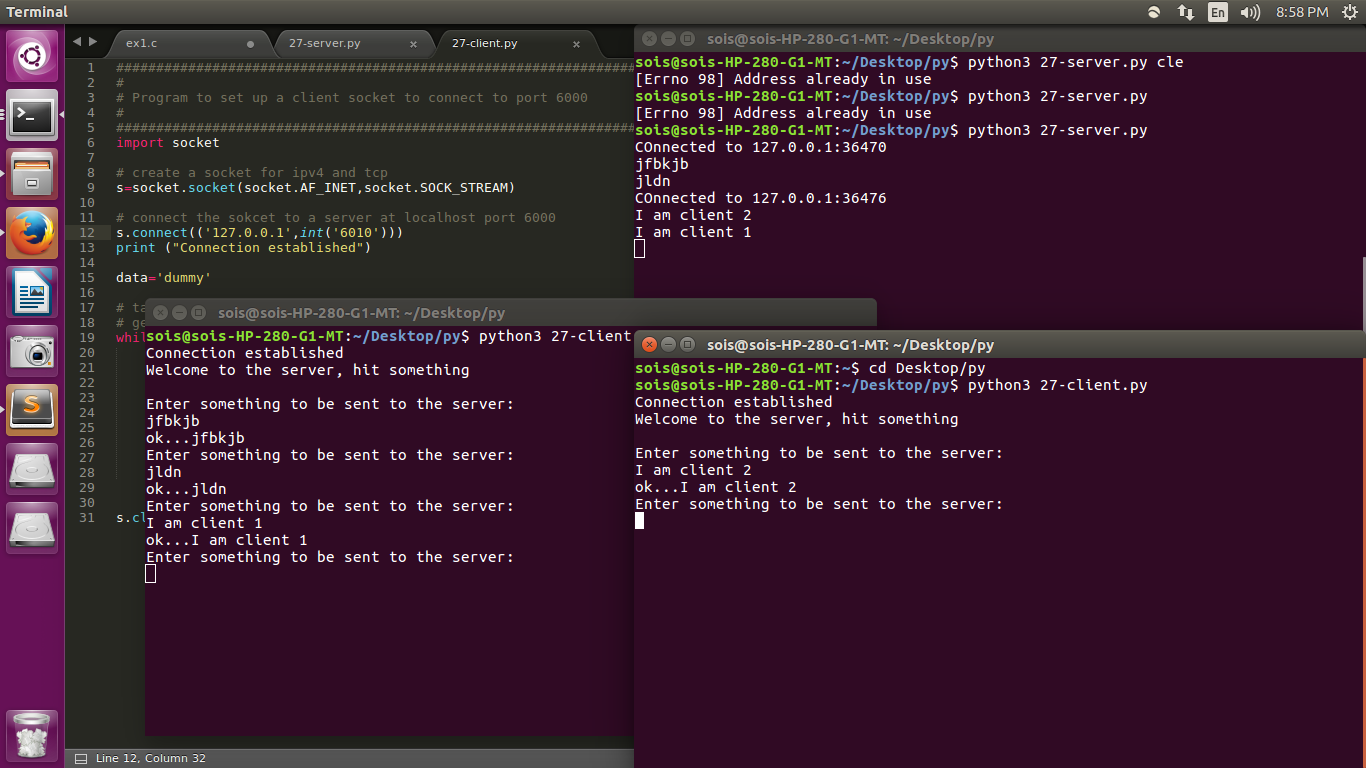 Terminal
En
8:58 PM
ex1.c
27-server.py
27-client.py
1 ################################################################
2 #
3 # Program to set up a client socket to connect to port 6000
4 #
5 ################################################################
6 import socket
7
8 # create a socket for ipv4 and tcp
9 s=socket.socket(socket.AF_INET,socket.SOCK_STREAM)
10
11 # connect the sokcet to a server at localhost port 6000
12 s.connect(('127.0.0.1',int('6010')))
13 print ("Connection established")
14
15 data='dummy'
16
17 # ta
18 # ge
19 whil
20
21
22
23
24
25
26
27
28
29
30
31 s.cl
Line 12, Column 32
sois@sois-HP-280-G1-MT: ~/Desktop/py
sois@sois-HP-280-G1-MT:~/Desktop/py$ python3 27-server.py cle
[Errno 98] Address already in use
sois@sois-HP-280-G1-MT:~/Desktop/py$ python3 27-server.py
[Errno 98] Address already in use
sois@sois-HP-280-G1-MT:~/Desktop/py$ python3 27-server.py
COnnected to 127.0.0.1:36470
jfbkjb
jldn
COnnected to 127.0.0.1:36476
I am client 2
I am client 1
sois@sois-HP-280-G1-MT: ~/Desktop/py
sois@sois-HP-280-G1-MT:~/Desktop/py$ python3 27-client
Connection established
Welcome to the server, hit something
Enter something to be sent to the server:
jfbkjb
ok...jfbkjb
Enter something to be sent to the server:
jldn
ok...jldn
Enter something to be sent to the server:
I am client 1
ok...I am client 1
Enter something to be sent to the server:
sois@sois-HP-280-G1-MT: ~/Desktop/py
sois@sois-HP-280-G1-MT:~$ cd Desktop/py
sois@sois-HP-280-G1-MT:~/Desktop/py$ python3 27-client.py
Connection established
Welcome to the server, hit something
Enter something to be sent to the server:
I am client 2
ok...I am client 2
Enter something to be sent to the server: